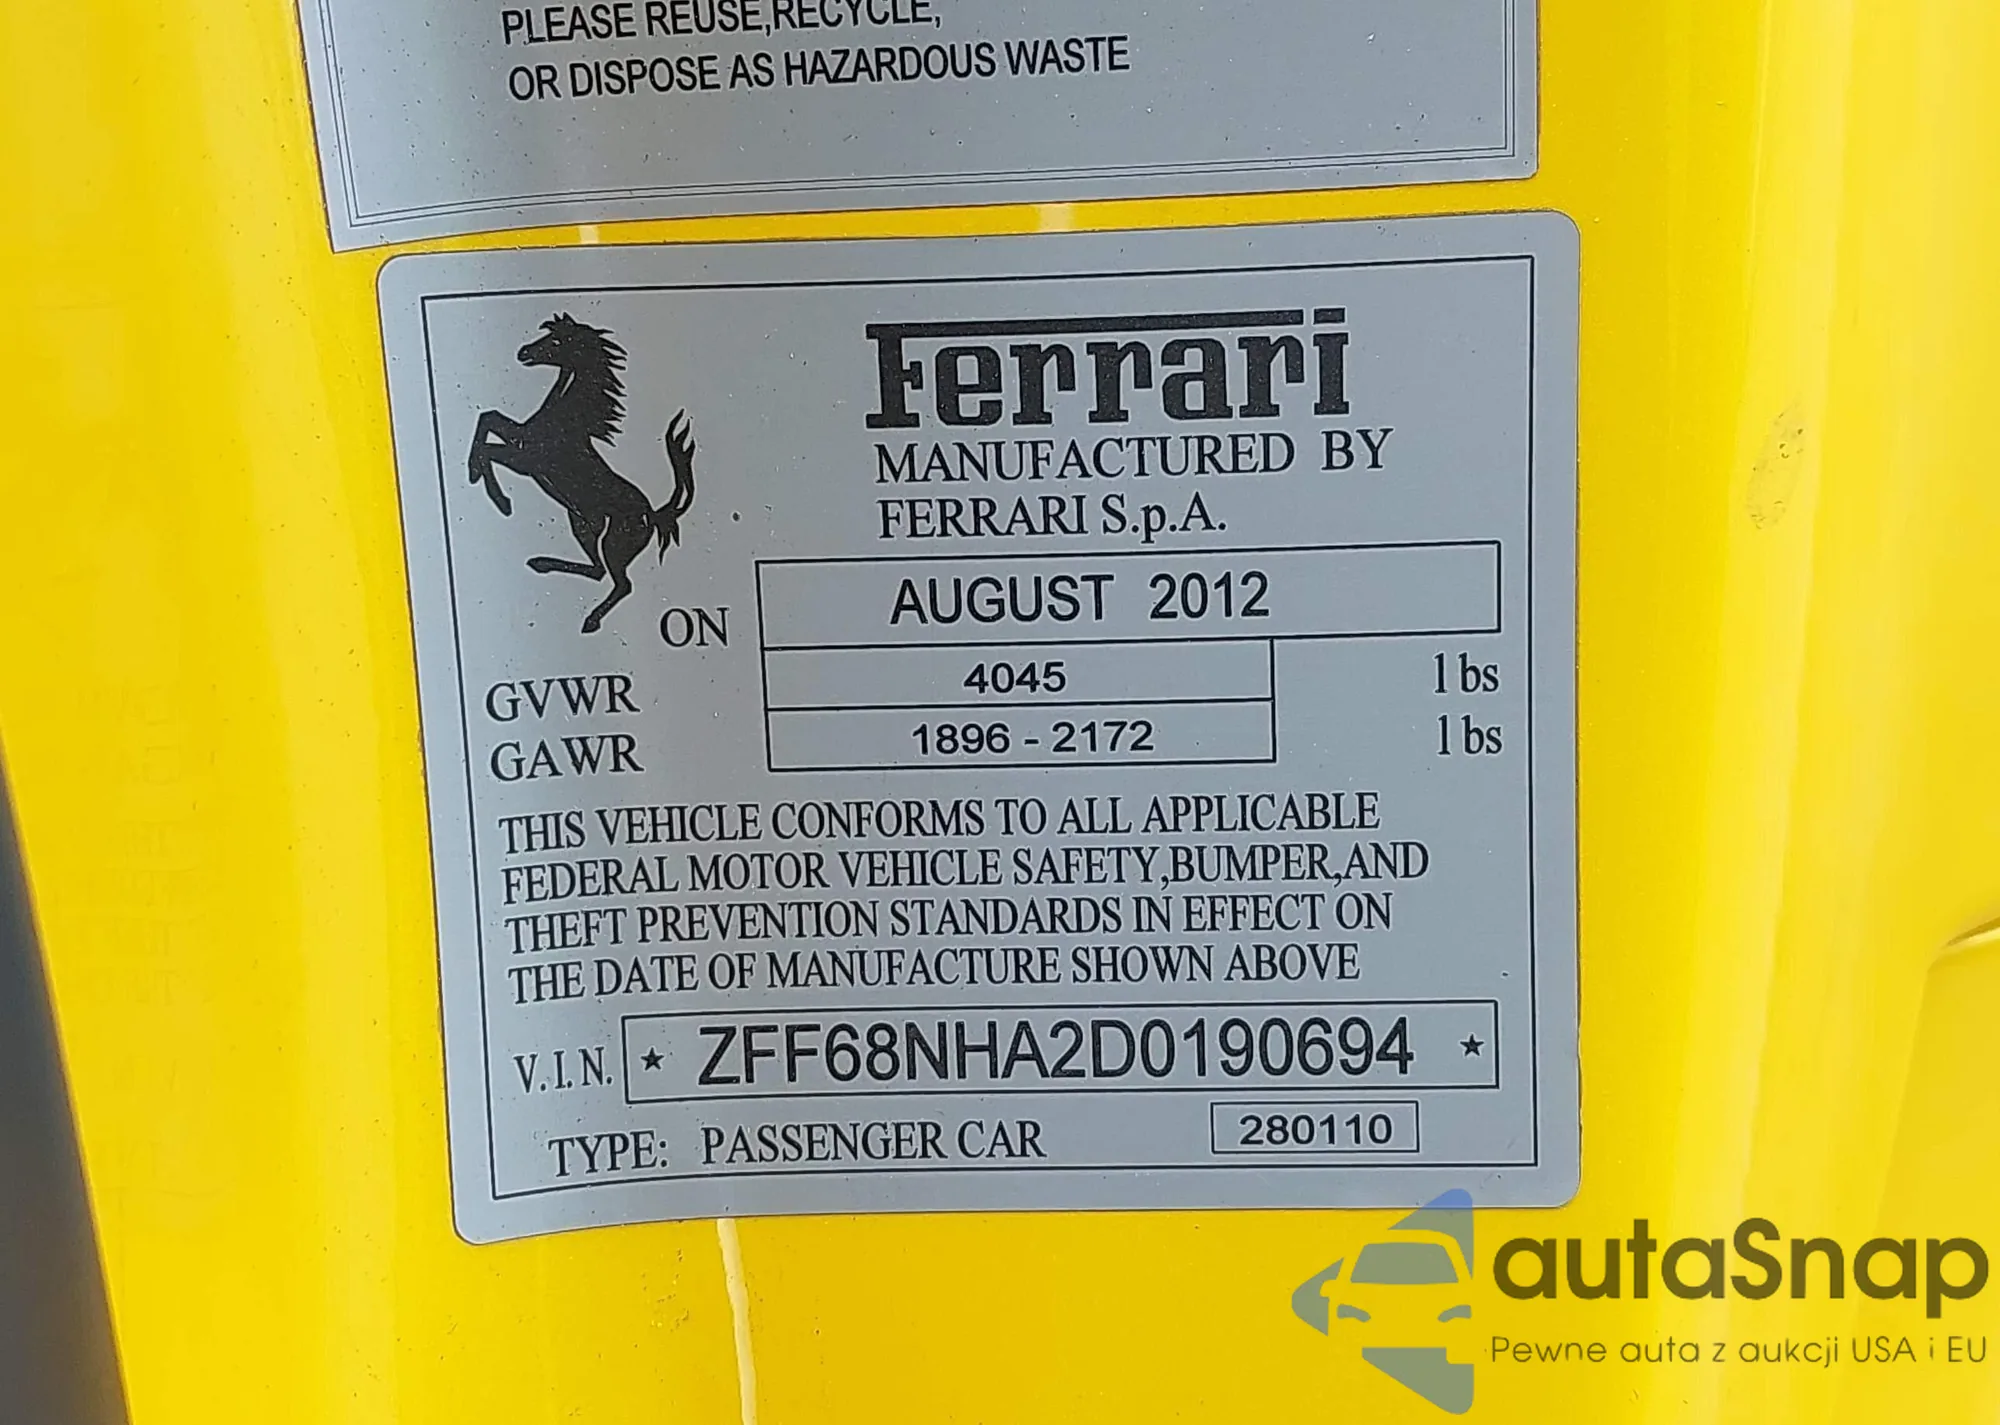 PLEASE REUSE,RECYCLE,
OR DISPOSE AS HAZARDOUS WASTE
Ferrari
MANUFACTURED BY
FERRARI S.p.A.
ON AUGUST 2012
GVWR 4045 lbs
GAWR 1896 - 2172 lbs
THIS VEHICLE CONFORMS TO ALL APPLICABLE
FEDERAL MOTOR VEHICLE SAFETY,BUMPER,AND
THEFT PREVENTION STANDARDS IN EFFECT ON
THE DATE OF MANUFACTURE SHOWN ABOVE
V.I.N. ★ ZFF68NHA2D0190694 ★
TYPE: PASSENGER CAR 280110
autaSnap
Pewne auta z aukcji USA i EU